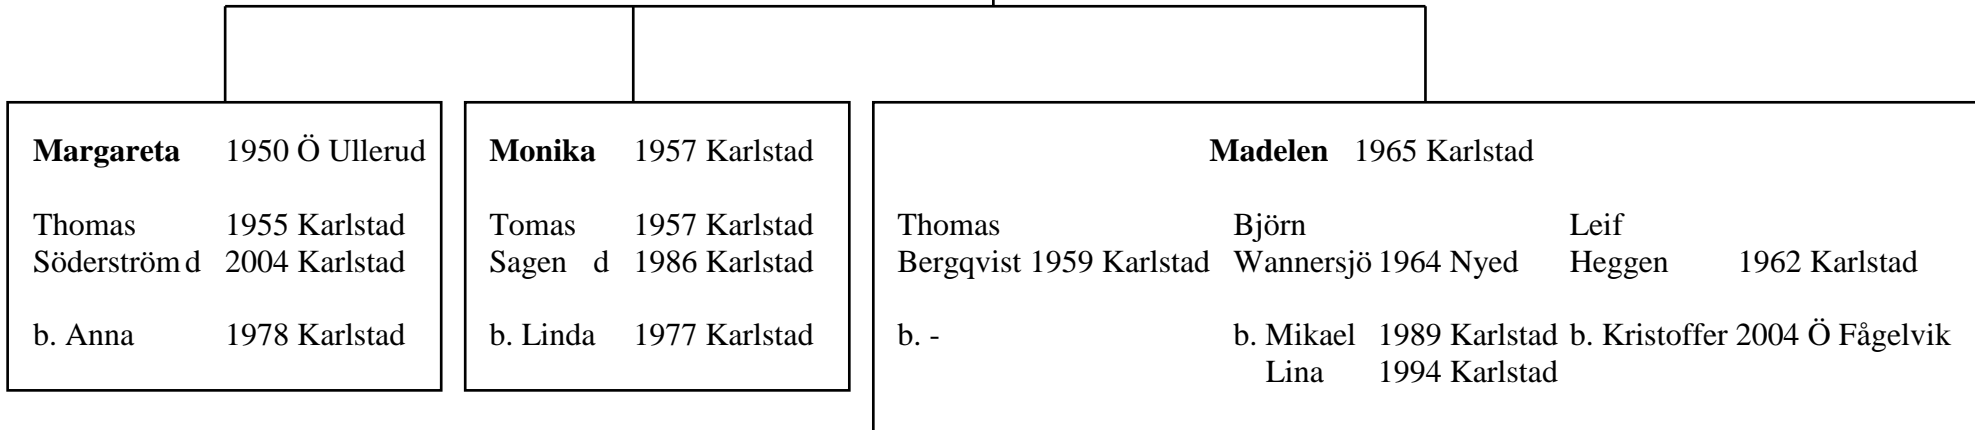 Margareta 1950 Ö Ullerud
Thomas 1955 Karlstad
Söderström d 2004 Karlstad
b. Anna 1978 Karlstad
Monika 1957 Karlstad
Tomas 1957 Karlstad
Sagen d 1986 Karlstad
b. Linda 1977 Karlstad
Madelen 1965 Karlstad
Thomas
Bergqvist 1959 Karlstad
b. -
Björn
Wannersjö 1964 Nyed
b. Mikael 1989 Karlstad
Lina 1994 Karlstad
Leif
Heggen 1962 Karlstad
b. Kristoffer 2004 Ö Fågelvik